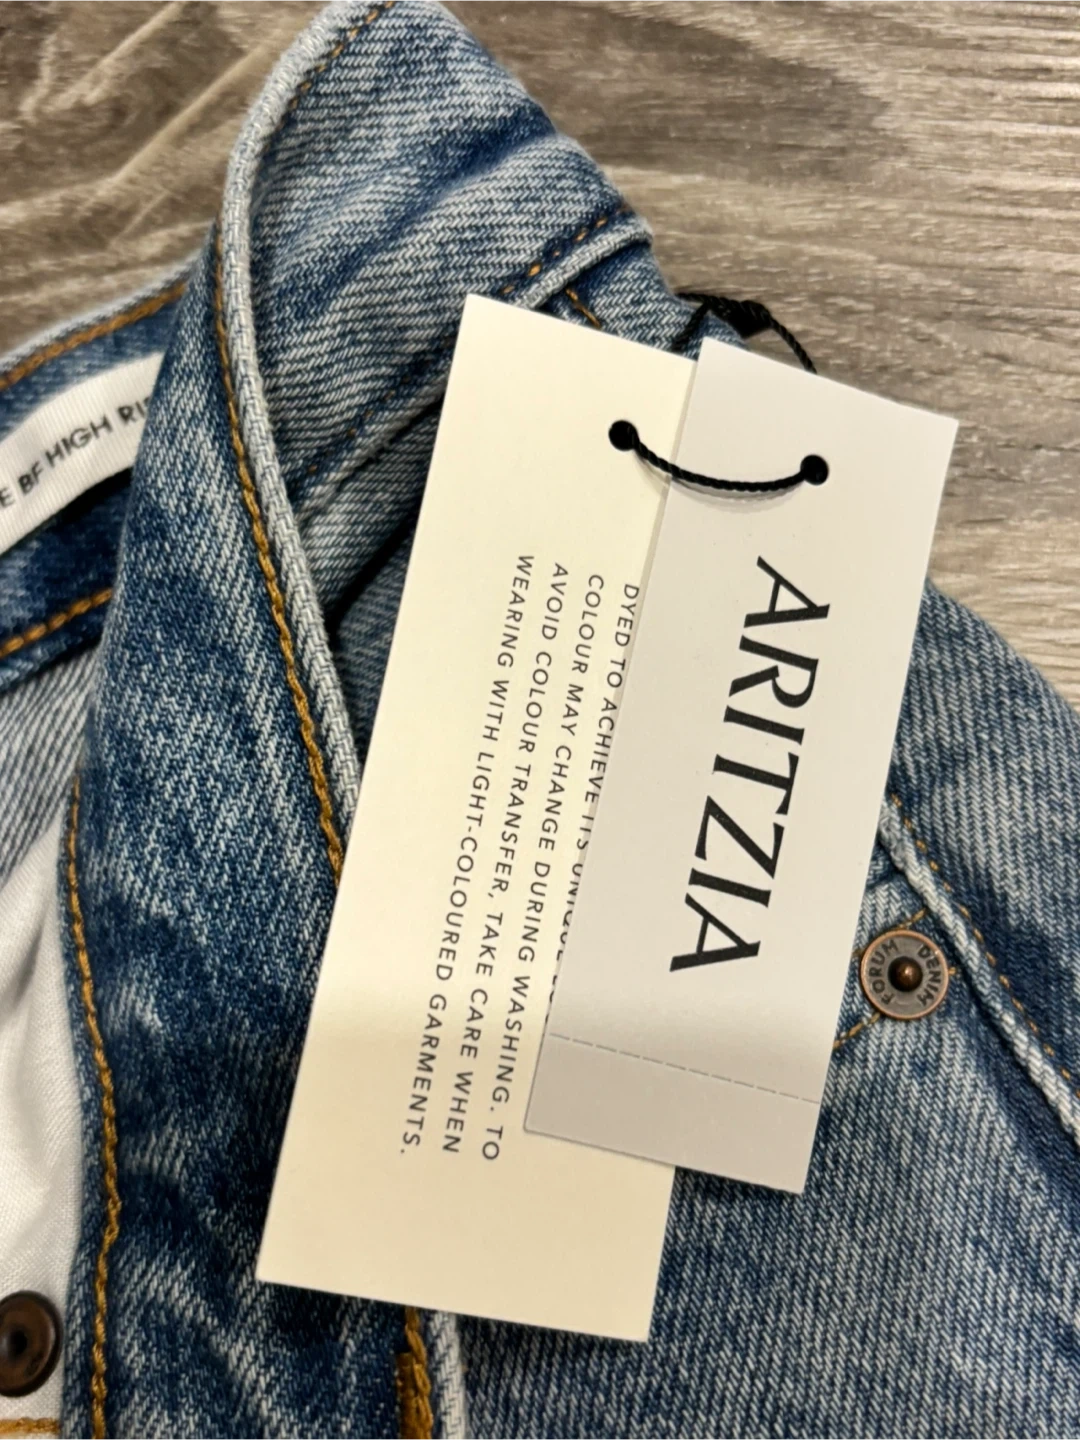 E BF HIGH
DYED TO ACHIEVE ITS UNIQUE
COLOUR MAY CHANGE DURING WASHING. TO
AVOID COLOUR TRANSFER, TAKE CARE WHEN
WEARING WITH LIGHT-COLOURED GARMENTS.
ARITZIA
FORUM DENIM